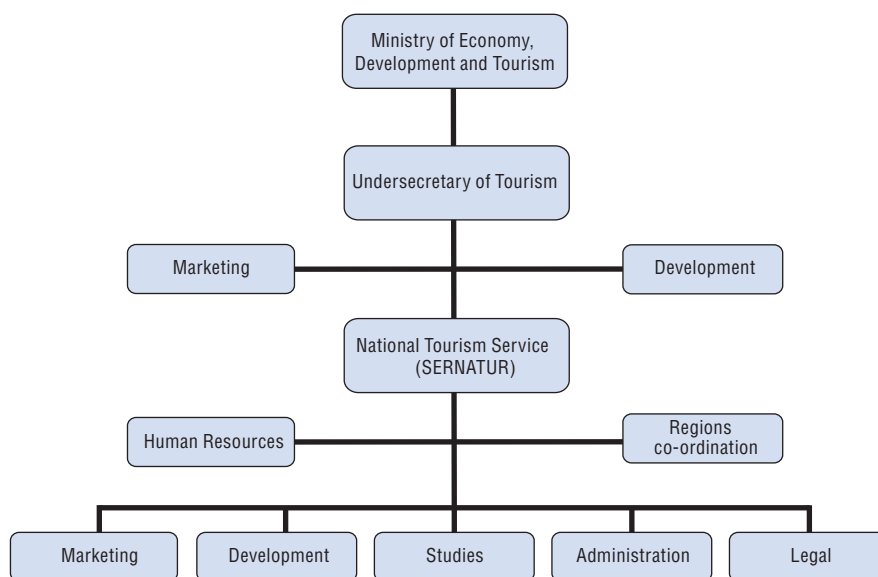 Ministry of Economy,
Development and Tourism
Undersecretary of Tourism
Marketing
Development
National Tourism Service
(SERNATUR)
Human Resources
Regions
co-ordination
Marketing
Development
Studies
Administration
Legal